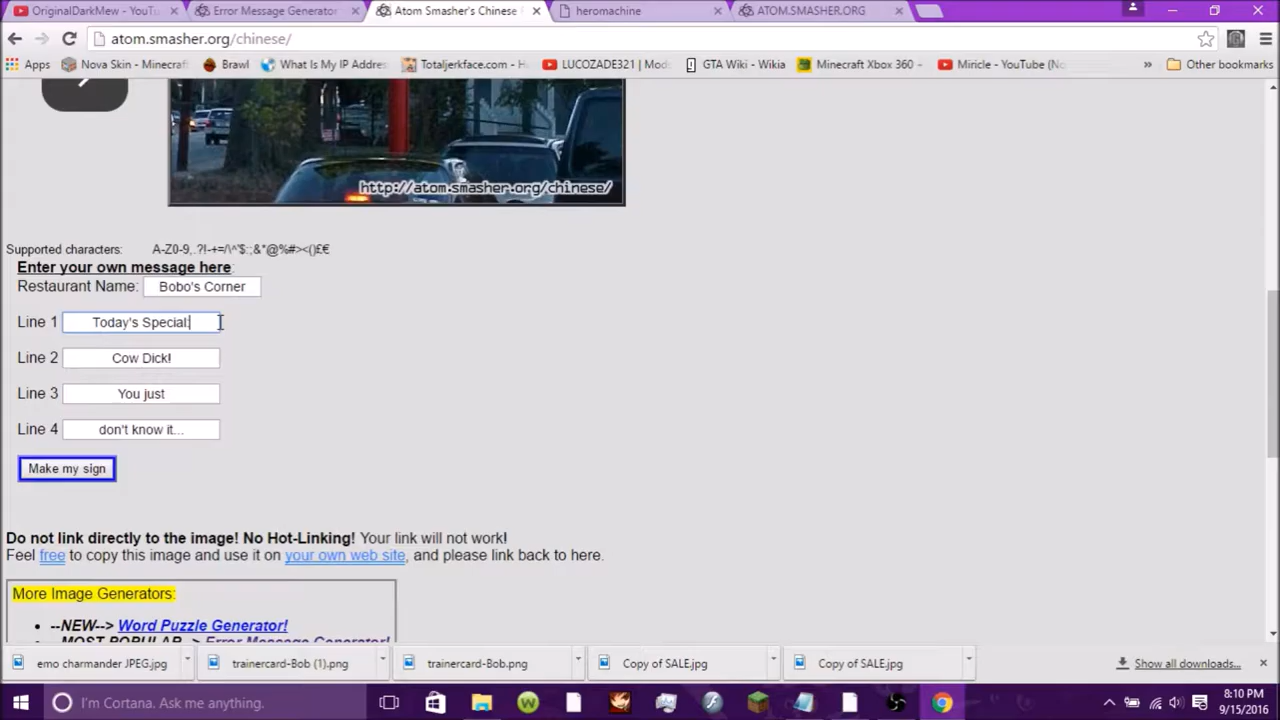 OriginalDarkMew - YouTu
Error Message Generator
Atom Smasher's Chinese
heromachine
ATOM.SMASHER.ORG
atom.smasher.org/chinese/
Apps
Nova Skin - Minecraft
Brawl
What Is My IP Addre
Totaljerkface.com - H
LUCOZADE321 | Mod
GTA Wiki - Wikia
Minecraft Xbox 360 -
Miricle - YouTube (No
»
Other bookmarks
http://atom.smasher.org/chinese/
Supported characters: A-Z0-9,.?!-+=/\^'$:;&*@%#><()£€
Enter your own message here:
Restaurant Name: Bobo's Corner
Line 1 Today's Special:
Line 2 Cow Dick!
Line 3 You just
Line 4 don't know it...
Make my sign
Do not link directly to the image! No Hot-Linking! Your link will not work!
Feel free to copy this image and use it on your own web site, and please link back to here.
More Image Generators:
--NEW--> Word Puzzle Generator!
MOST POPULAR -> Error Message Generator!
emo charmander JPEG.jpg
trainercard-Bob (1).png
trainercard-Bob.png
Copy of SALE.jpg
Copy of SALE.jpg
Show all downloads...
I'm Cortana. Ask me anything.
8:10 PM
9/15/2016